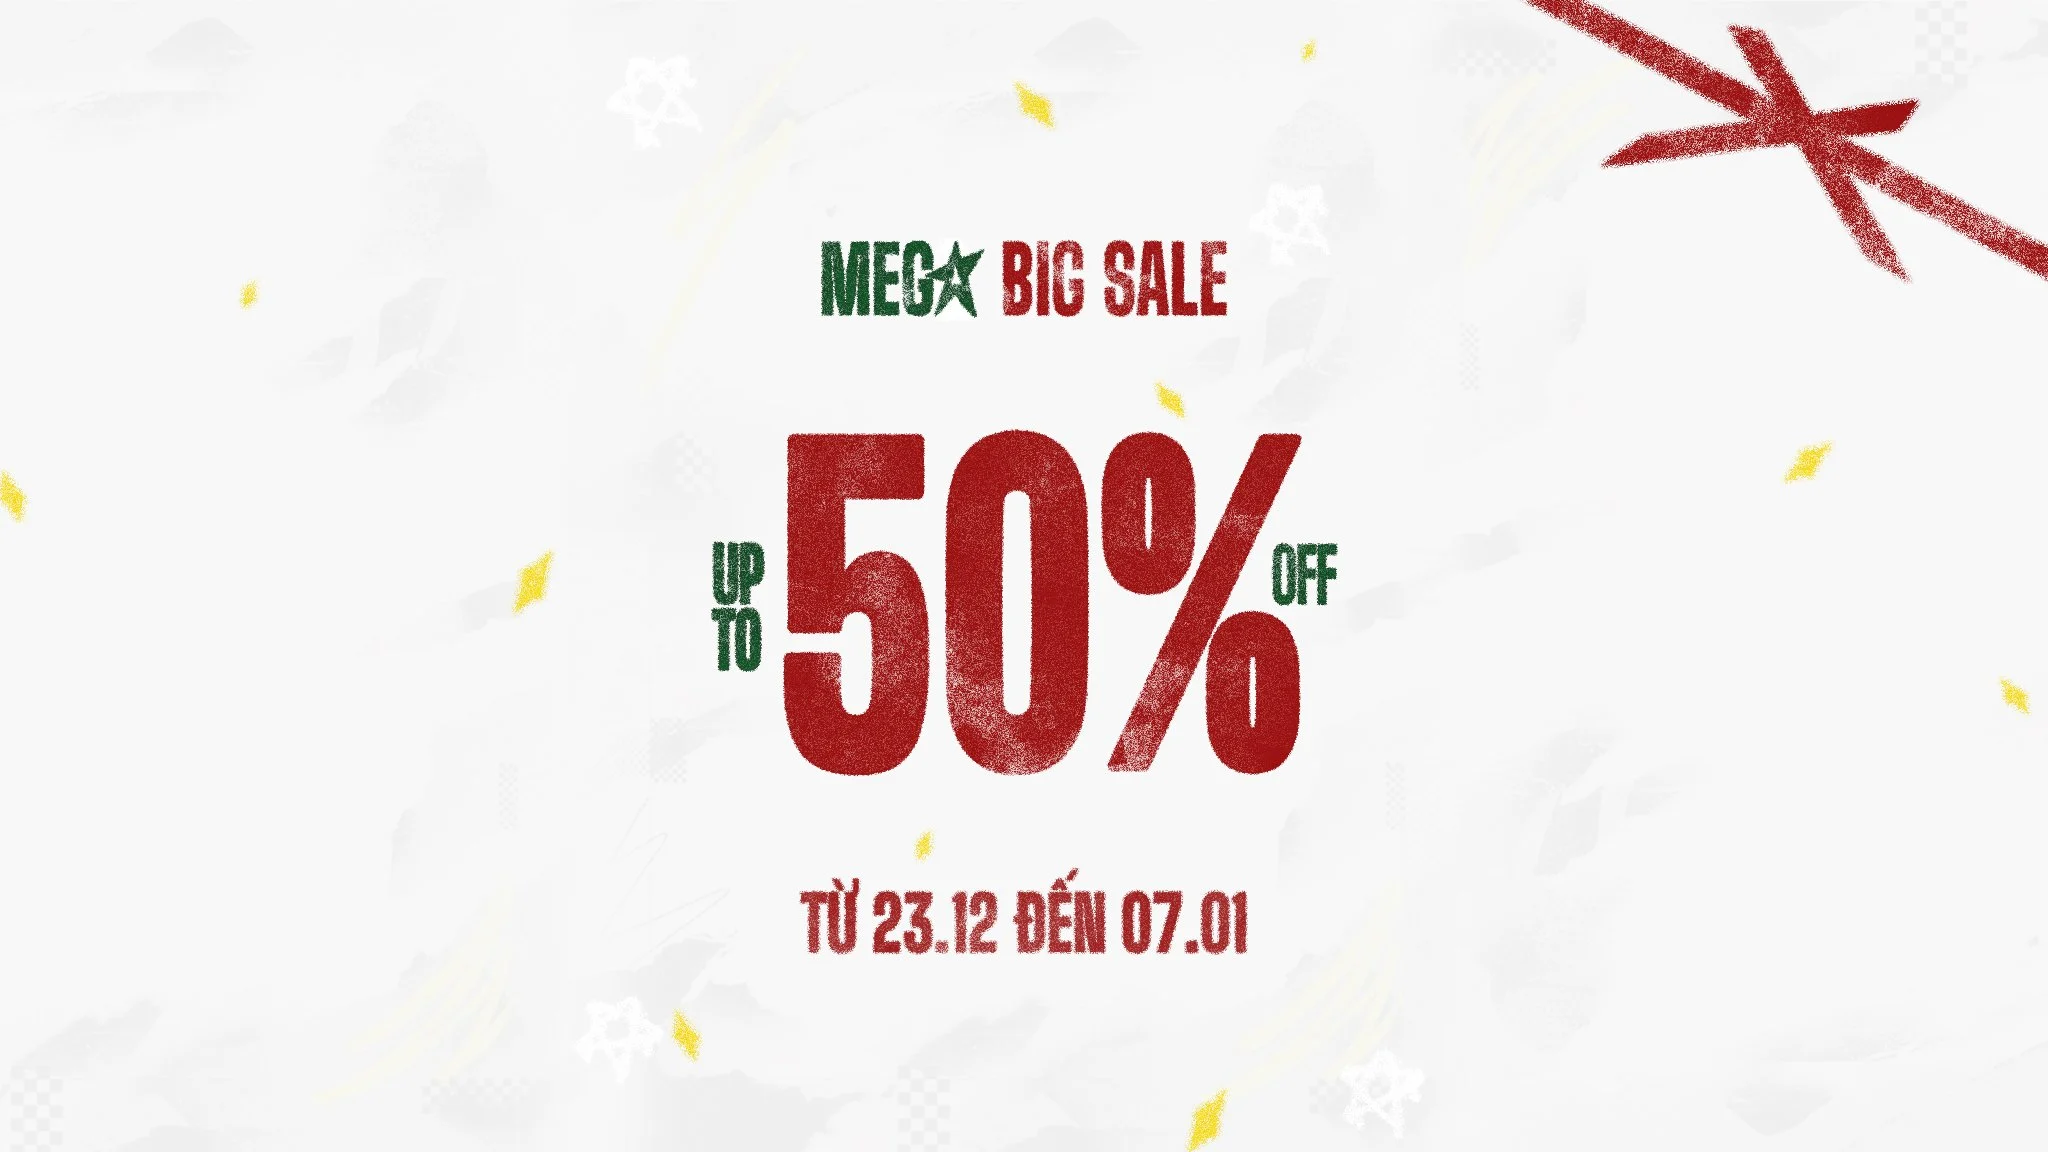 MEGA BIG SALE
UP TO
50%
OFF
TỪ 23.12 ĐẾN 07.01